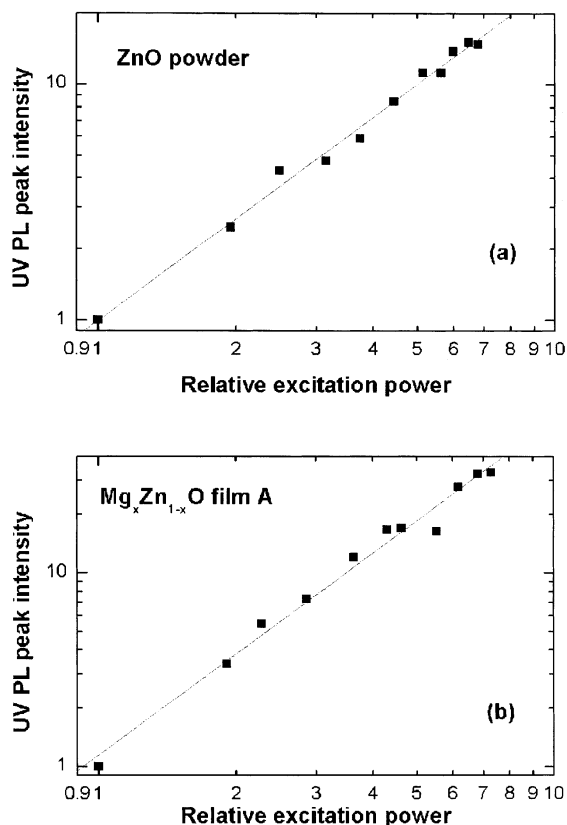 ZnO powder
UV PL peak intensity
10
1
(a)
0.91 2 3 4 5 6 7 8 9 10
Relative excitation power
MgxZn1-xO film A
UV PL peak intensity
10
1
(b)
0.91 2 3 4 5 6 7 8 9 10
Relative excitation power